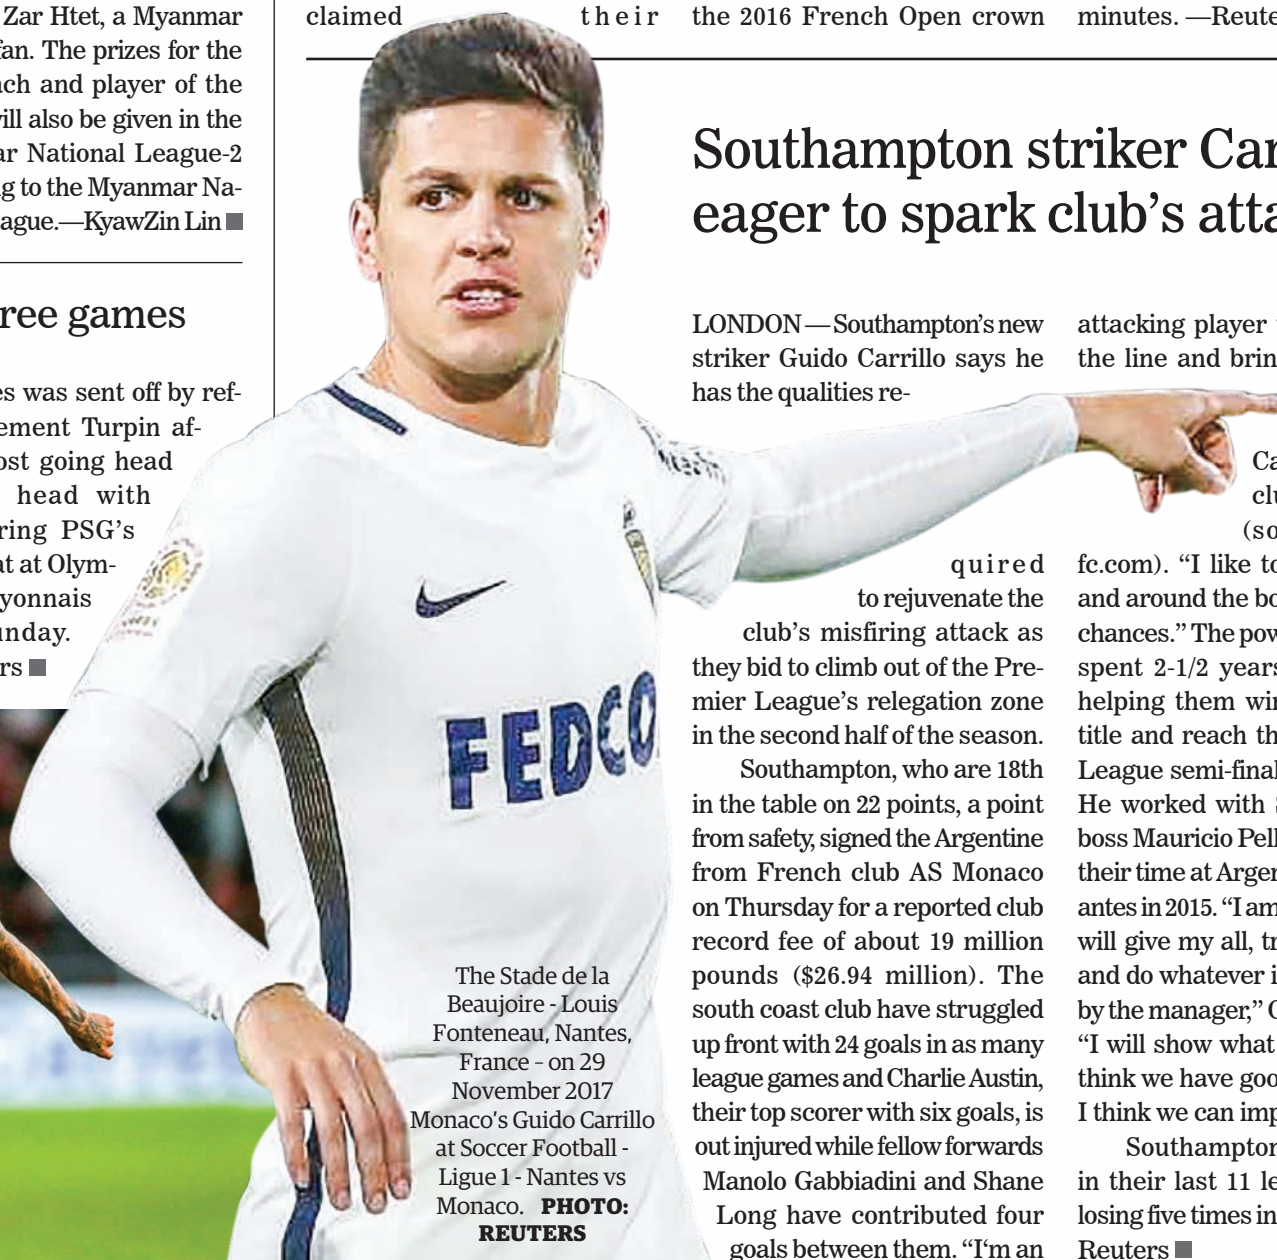 Zar Htet, a Myanmar
fan. The prizes for the
ach and player of the
will also be given in the
ar National League-2
g to the Myanmar Na-
ague.—KyawZin Lin
ree games
es was sent off by ref-
ement Turpin af-
ost going head
head with
ring PSG's
at at Olym-
yonnais
unday.
rs
claimed their
the 2016 French Open crown
minutes. —Reute
Southampton striker Car
eager to spark club's atta
LONDON — Southampton's new
striker Guido Carrillo says he
has the qualities re-
quired
to rejuvenate the
club's misfiring attack as
they bid to climb out of the Pre-
mier League's relegation zone
in the second half of the season.
Southampton, who are 18th
in the table on 22 points, a point
from safety, signed the Argentine
from French club AS Monaco
on Thursday for a reported club
record fee of about 19 million
pounds ($26.94 million). The
south coast club have struggled
up front with 24 goals in as many
league games and Charlie Austin,
their top scorer with six goals, is
out injured while fellow forwards
Manolo Gabbiadini and Shane
Long have contributed four
goals between them. "I'm an
attacking player
the line and brin
Ca
clu
(so
fc.com). "I like to
and around the bo
chances." The pow
spent 2-1/2 years
helping them win
title and reach th
League semi-final
He worked with S
boss Mauricio Pell
their time at Argen
antes in 2015. "I am
will give my all, tr
and do whatever i
by the manager," C
"I will show what
think we have goo
I think we can imp
Southampton
in their last 11 le
losing five times in
Reuters
FEDCO
The Stade de la
Beaujoire - Louis
Fonteneau, Nantes,
France – on 29
November 2017
Monaco's Guido Carrillo
at Soccer Football -
Ligue 1 - Nantes vs
Monaco. PHOTO:
REUTERS